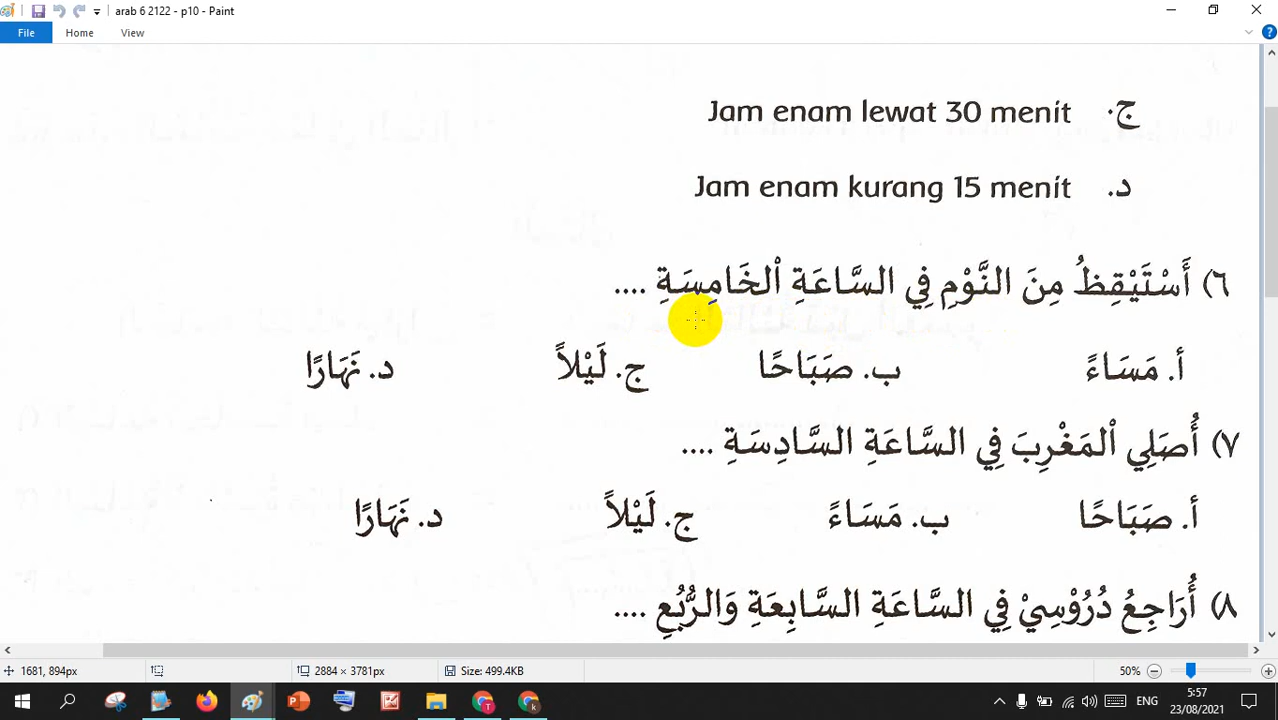 arab 6 2122 - p10 - Paint
File Home View
ج. Jam enam lewat 30 menit
د. Jam enam kurang 15 menit
٦) أَسْتَيْقِظُ مِنَ النَّوْمِ فِي السَّاعَةِ ٱلخَامِسَةِ ....
أ. مَسَاءً ب. صَبَاحًا ج. لَيْلاً د. نَهَارًا
٧) أُصَلِي ٱلمَغْرِبَ فِي السَّاعَةِ السَّادِسَةِ ....
أ. صَبَاحًا ب. مَسَاءً ج. لَيْلاً د. نَهَارًا
٨) أُرَاجِعُ دُرُوْسِيْ فِي السَّاعَةِ السَّابِعَةِ وَالرُّبُعِ ....
1681, 894px 2884 × 3781px Size: 499.4KB 50%
ENG 5:57
23/08/2021